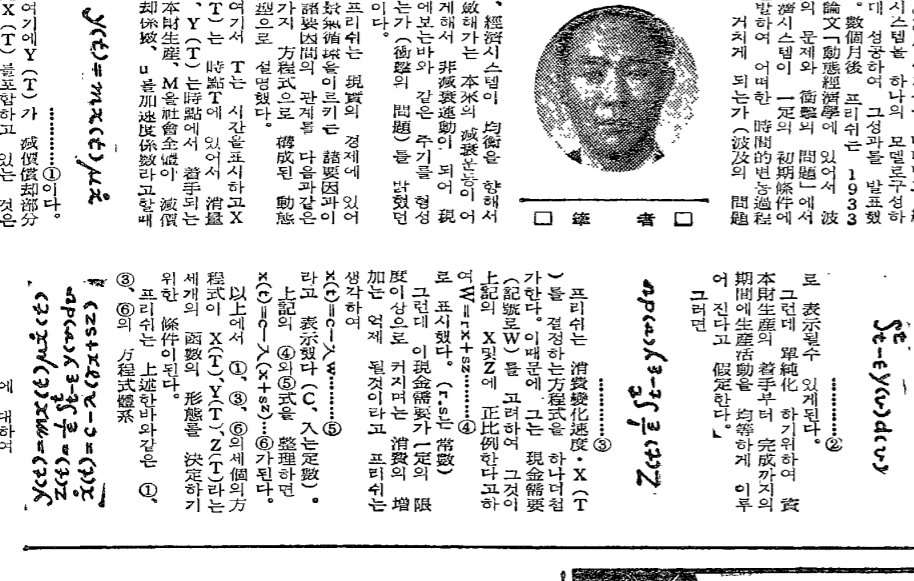 시스템을 하나의 모델로구성하
대 성공하여 그성과를 발표했
。數個月後 프리쉬는 1933
論文「動態經濟學에 있어서 波
의 문제와 衝擊의 問題」에서
濟시스템이 一定의 初期條件에
발하여 어떠한 時間的변동過程
거치게 되는가(波及의 問題
、經濟시스템이 均衡을 향해서
斂해가는 本來의 減衰운동이 어
게해서 非減衰運動이 되어 現
에보는바와 같은 주기를 형성
는가(衝擊의 問題)를 밝혔던
이다。
프리쉬는 現實의 경제에 있어
景氣循環을이르키는 諸要因과이
諸要因間의 관계를 다음과같은
가지 方程式으로 構成된 動態
型으로 설명했다。
y(t)=mx(t)/μẋ
…………①이다。
여기서 T는 시간을표시하고X
T)는 時點T에 있어서 消量
、Y(T)는時點에서 着手되는
本財生產、M을社會全體이 減價
却係數、u를加速度係數라고할때
여기에Y(T)가 減價償却部分
X(T)를포함하고 있는 것은
□ 筆 者 □
…………②
로 表示될수 있게된다。
그런데 單純化 하기위하여 資
本財生産의 着手부터 完成까지의
期間에生産活動을 均等하게 이루
어 진다고 假定한다。」
그러면
…………③
프리쉬는 消費變化速度·X(T
)를 결정하는方程式을 하나더첨
가한다。이때문에 그는 現金需要
(記號로W)를 고려하여 그것이
上記의 X및Z에 正比例한다고하
여W=rx+sz…………④
로 표시했다。(r.s는 常數)
그런데 이現金需要가一定의 限
度이상으로 커지며는 消費의 增
加는 억제 될것이라고 프리쉬는
생각하여
x(t)=c-入w…………⑤
라고 表示했다(C、入는定數)。
上記의 ④와⑤式을 整理하면
x(t)=c-入(x+sz)…⑥가된다。
以上에서 ①、③、⑥의세個의方
程式이 X(T)、Y(T)、Z(T)라는
세개의 函數의 形態를 決定하기
위한 條件이된다。
프리쉬는 上述한바와같은 ①、
③、⑥의 方程式體系
에 대하여